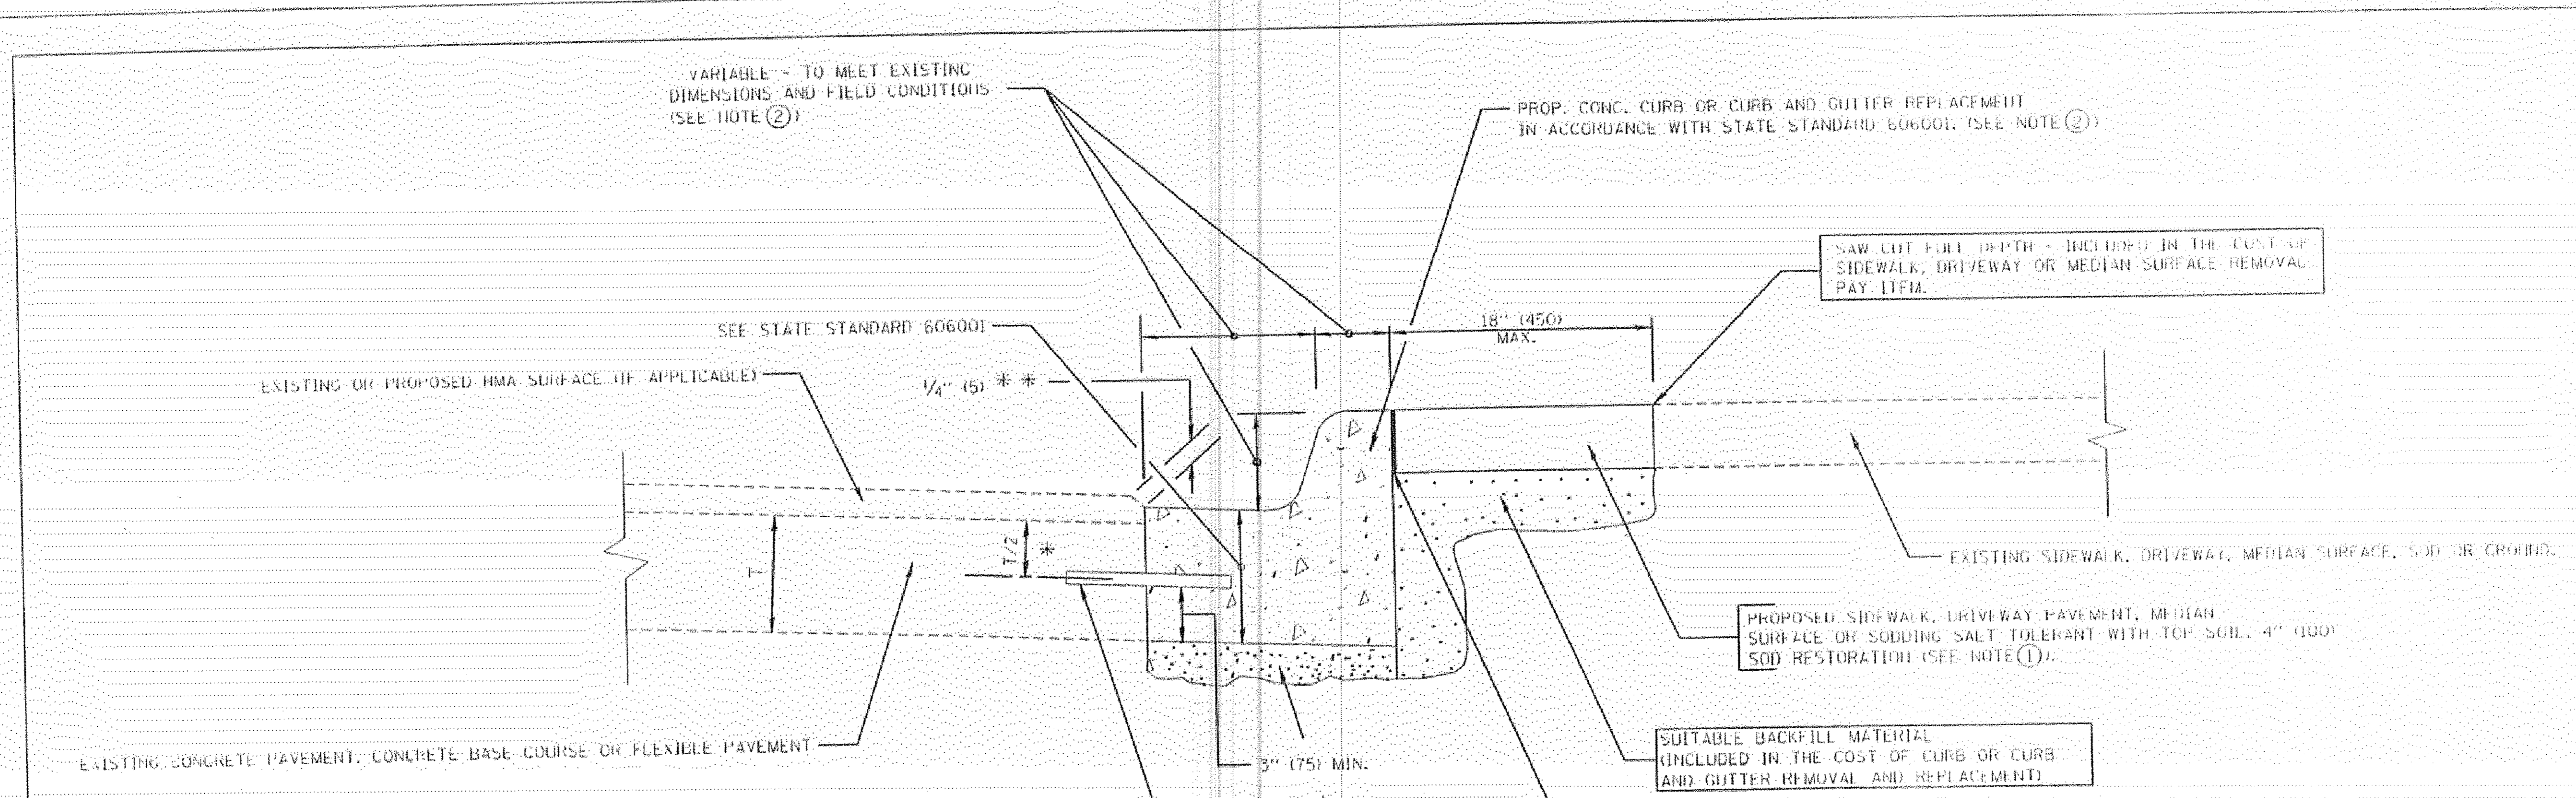 VARIABLE - TO MEET EXISTING
DIMENSIONS AND FIELD CONDITIONS
(SEE NOTE ②)
PROP. CONC. CURB OR CURB AND GUTTER REPLACEMENT
IN ACCORDANCE WITH STATE STANDARD 606001. (SEE NOTE ②)
SAW CUT FULL DEPTH - INCLUDED IN THE COST OF
SIDEWALK, DRIVEWAY OR MEDIAN SURFACE REMOVAL
PAY ITEM.
SEE STATE STANDARD 606001
18" (450)
MAX.
EXISTING OR PROPOSED HMA SURFACE (IF APPLICABLE)
1/4" (5) * *
T
T/2 *
EXISTING SIDEWALK, DRIVEWAY, MEDIAN SURFACE, SOD OR GROUND.
PROPOSED SIDEWALK, DRIVEWAY PAVEMENT, MEDIAN
SURFACE OR SODDING SALT TOLERANT WITH TOP SOIL, 4" (100)
SOD RESTORATION (SEE NOTE ①).
EXISTING CONCRETE PAVEMENT, CONCRETE BASE COURSE OR FLEXIBLE PAVEMENT
3" (75) MIN.
SUITABLE BACKFILL MATERIAL
(INCLUDED IN THE COST OF CURB OR CURB
AND GUTTER REMOVAL AND REPLACEMENT)